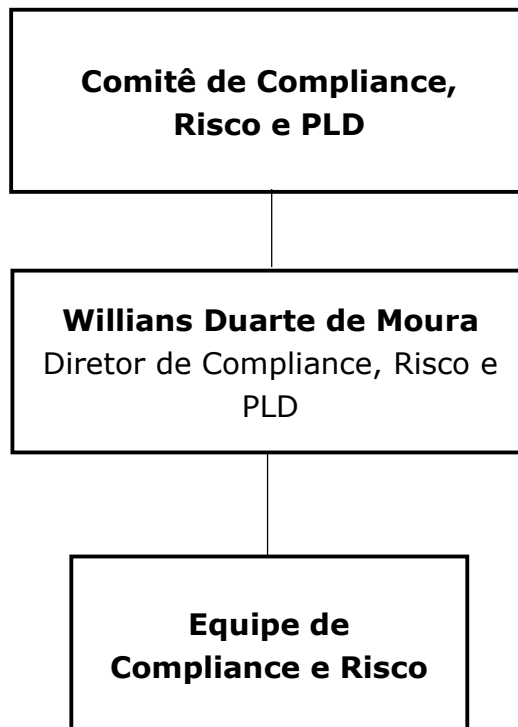 Comitê de Compliance,
Risco e PLD
Willians Duarte de Moura
Diretor de Compliance, Risco e
PLD
Equipe de
Compliance e Risco